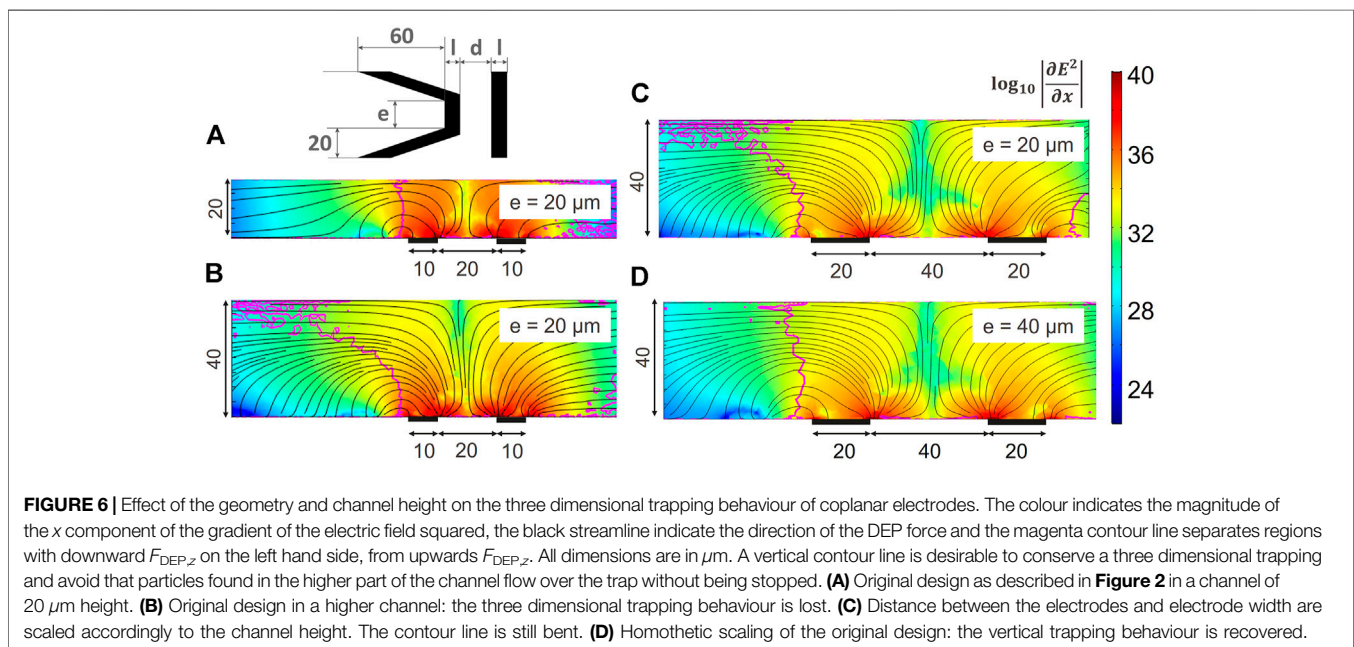 60
l
d
l
e
20
A
20
e = 20 µm
10
20
10
B
40
e = 20 µm
10
20
10
C
log₁₀ |∂E²/∂x|
40
e = 20 µm
20
40
20
D
40
e = 40 µm
20
40
20
40
36
32
28
24
FIGURE 6 | Effect of the geometry and channel height on the three dimensional trapping behaviour of coplanar electrodes. The colour indicates the magnitude of
the x component of the gradient of the electric field squared, the black streamline indicate the direction of the DEP force and the magenta contour line separates regions
with downward F_DEP,z on the left hand side, from upwards F_DEP,z. All dimensions are in µm. A vertical contour line is desirable to conserve a three dimensional trapping
and avoid that particles found in the higher part of the channel flow over the trap without being stopped. (A) Original design as described in Figure 2 in a channel of
20 µm height. (B) Original design in a higher channel: the three dimensional trapping behaviour is lost. (C) Distance between the electrodes and electrode width are
scaled accordingly to the channel height. The contour line is still bent. (D) Homothetic scaling of the original design: the vertical trapping behaviour is recovered.